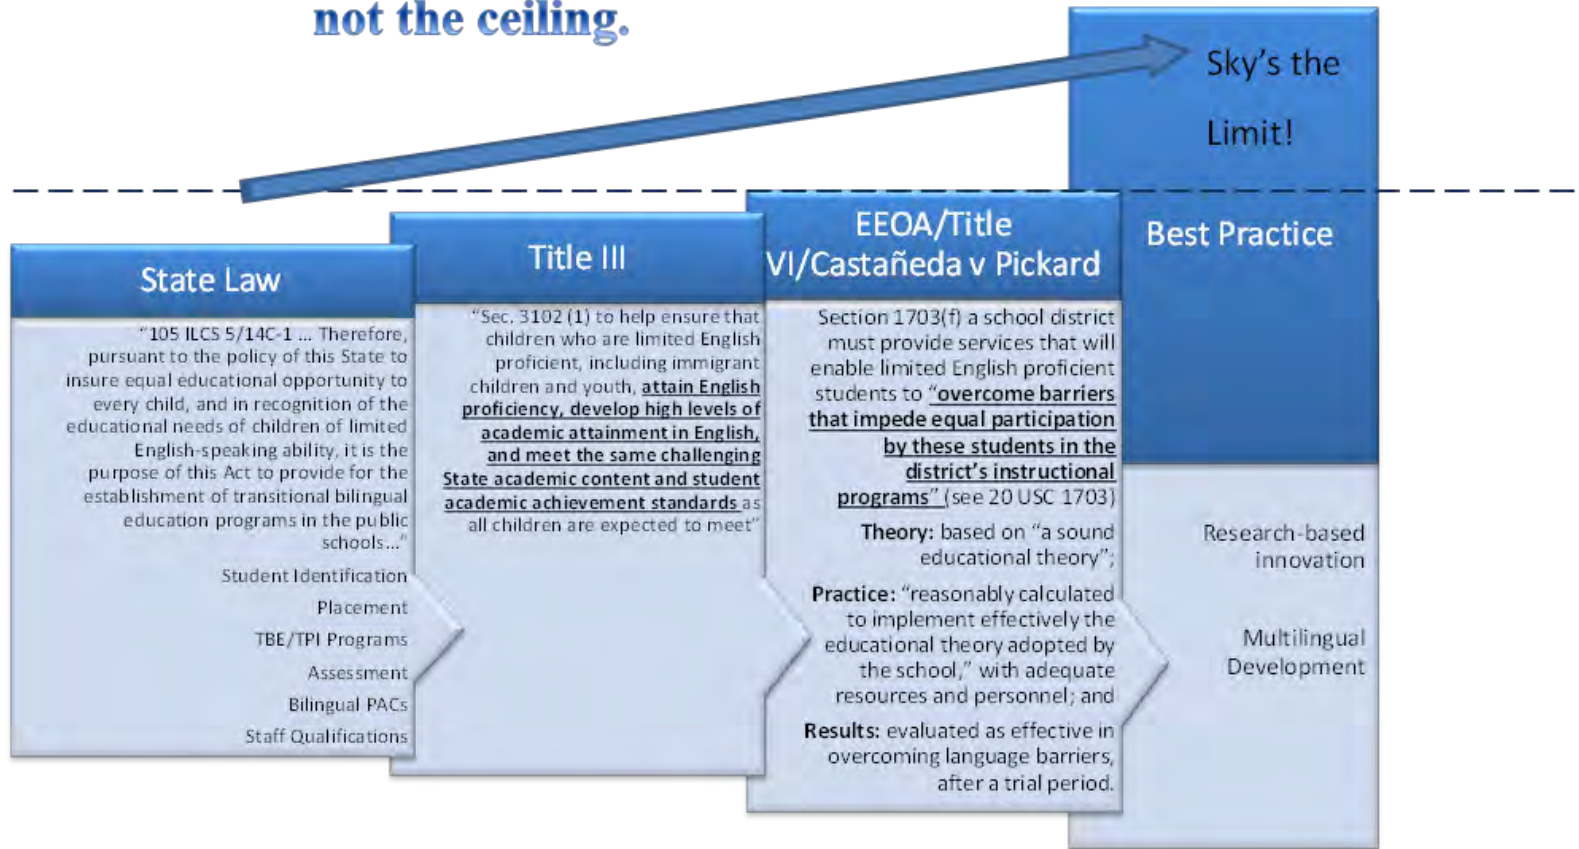 not the ceiling.
Sky's the
Limit!
State Law
"105 ILCS 5/14C-1 ... Therefore,
pursuant to the policy of this State to
insure equal educational opportunity to
every child, and in recognition of the
educational needs of children of limited
English-speaking ability, it is the
purpose of this Act to provide for the
establishment of transitional bilingual
education programs in the public
schools..."
Student Identification
Placement
TBE/TPI Programs
Assessment
Bilingual PACs
Staff Qualifications
Title III
"Sec. 3102 (1) to help ensure that
children who are limited English
proficient, including immigrant
children and youth, attain English
proficiency, develop high levels of
academic attainment in English,
and meet the same challenging
State academic content and student
academic achievement standards as
all children are expected to meet"
EEOA/Title
VI/Castañeda v Pickard
Section 1703(f) a school district
must provide services that will
enable limited English proficient
students to "overcome barriers
that impede equal participation
by these students in the
district's instructional
programs" (see 20 USC 1703)
Theory: based on "a sound
educational theory";
Practice: "reasonably calculated
to implement effectively the
educational theory adopted by
the school," with adequate
resources and personnel; and
Results: evaluated as effective in
overcoming language barriers,
after a trial period.
Best Practice
Research-based
innovation
Multilingual
Development